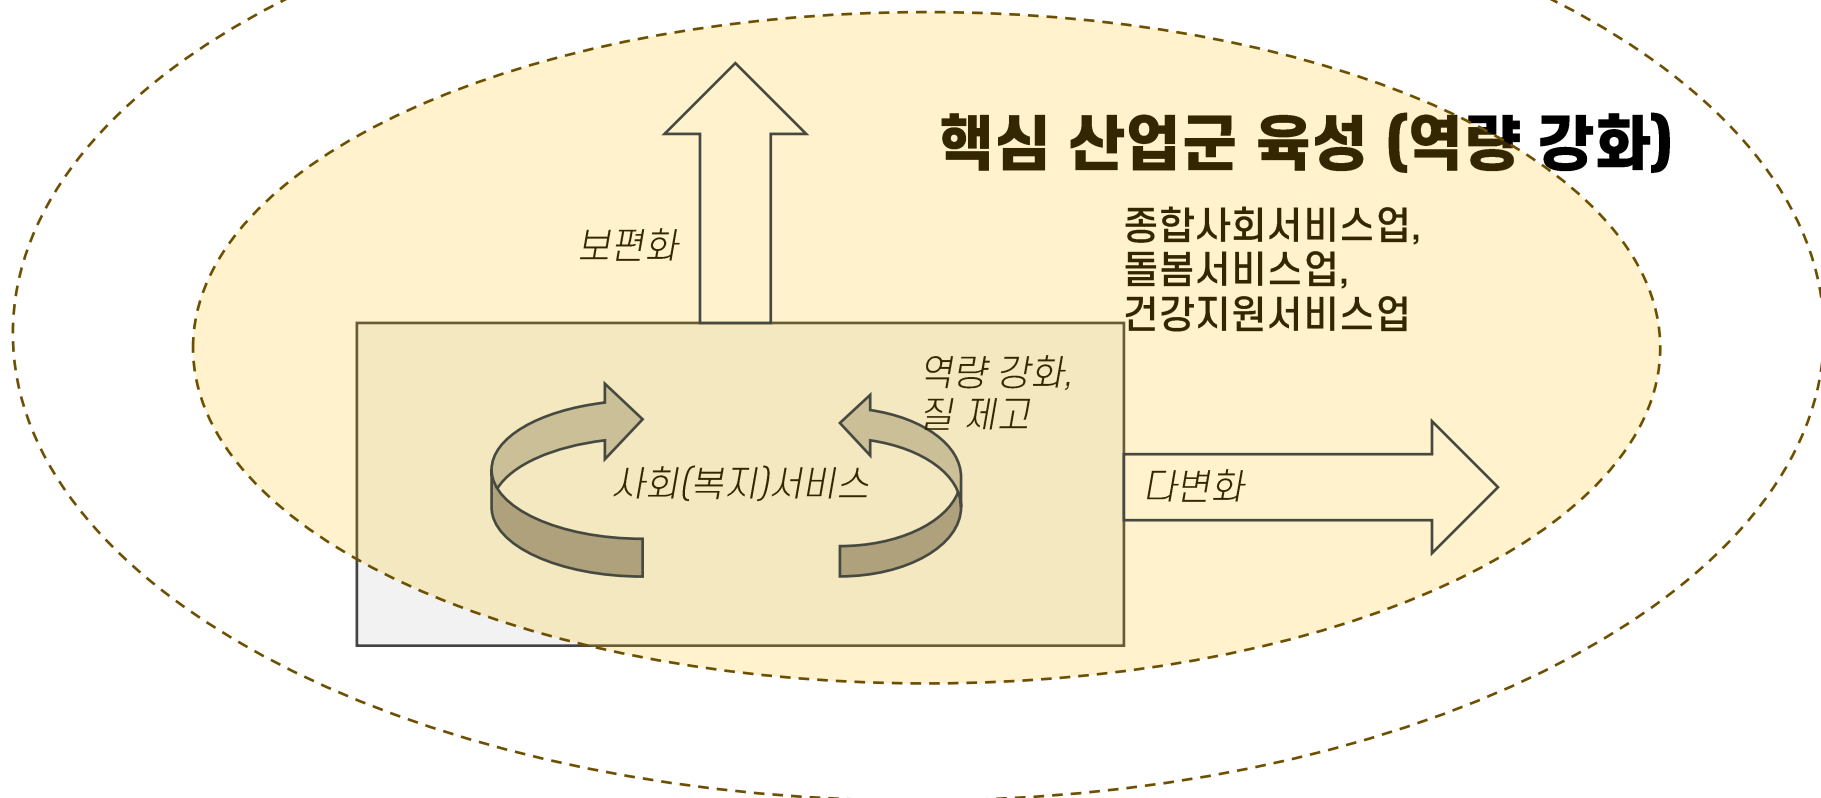 핵심 산업군 육성 (역량 강화)
종합사회서비스업,
돌봄서비스업,
건강지원서비스업
보편화
역량 강화,
질 제고
사회(복지)서비스
다변화